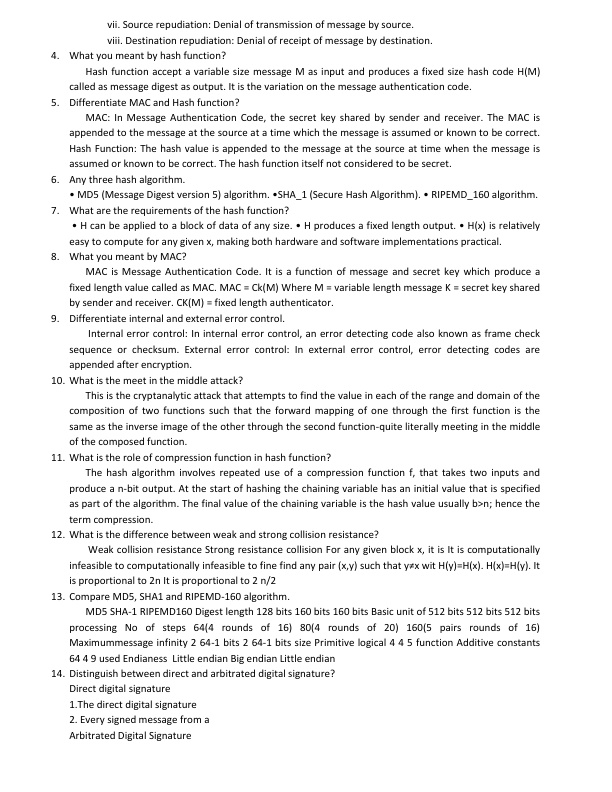 vii. Source repudiation: Denial of transmission of message by source.
viii. Destination repudiation: Denial of receipt of message by destination.
4. What you meant by hash function?
Hash function accept a variable size message M as input and produces a fixed size hash code H(M)
called as message digest as output. It is the variation on the message authentication code.
5. Differentiate MAC and Hash function?
MAC: In Message Authentication Code, the secret key shared by sender and receiver. The MAC is
appended to the message at the source at a time which the message is assumed or known to be correct.
Hash Function: The hash value is appended to the message at the source at time when the message is
assumed or known to be correct. The hash function itself not considered to be secret.
6. Any three hash algorithm.
• MD5 (Message Digest version 5) algorithm. •SHA_1 (Secure Hash Algorithm). • RIPEMD_160 algorithm.
7. What are the requirements of the hash function?
• H can be applied to a block of data of any size. • H produces a fixed length output. • H(x) is relatively
easy to compute for any given x, making both hardware and software implementations practical.
8. What you meant by MAC?
MAC is Message Authentication Code. It is a function of message and secret key which produce a
fixed length value called as MAC. MAC = Ck(M) Where M = variable length message K = secret key shared
by sender and receiver. CK(M) = fixed length authenticator.
9. Differentiate internal and external error control.
Internal error control: In internal error control, an error detecting code also known as frame check
sequence or checksum. External error control: In external error control, error detecting codes are
appended after encryption.
10. What is the meet in the middle attack?
This is the cryptanalytic attack that attempts to find the value in each of the range and domain of the
composition of two functions such that the forward mapping of one through the first function is the
same as the inverse image of the other through the second function-quite literally meeting in the middle
of the composed function.
11. What is the role of compression function in hash function?
The hash algorithm involves repeated use of a compression function f, that takes two inputs and
produce a n-bit output. At the start of hashing the chaining variable has an initial value that is specified
as part of the algorithm. The final value of the chaining variable is the hash value usually b>n; hence the
term compression.
12. What is the difference between weak and strong collision resistance?
Weak collision resistance Strong resistance collision For any given block x, it is It is computationally
infeasible to computationally infeasible to fine find any pair (x,y) such that y≠x wit H(y)=H(x). H(x)=H(y). It
is proportional to 2n It is proportional to 2 n/2
13. Compare MD5, SHA1 and RIPEMD-160 algorithm.
MD5 SHA-1 RIPEMD160 Digest length 128 bits 160 bits 160 bits Basic unit of 512 bits 512 bits 512 bits
processing No of steps 64(4 rounds of 16) 80(4 rounds of 20) 160(5 pairs rounds of 16)
Maximummessage infinity 2 64-1 bits 2 64-1 bits size Primitive logical 4 4 5 function Additive constants
64 4 9 used Endianess Little endian Big endian Little endian
14. Distinguish between direct and arbitrated digital signature?
Direct digital signature
1.The direct digital signature
2. Every signed message from a
Arbitrated Digital Signature